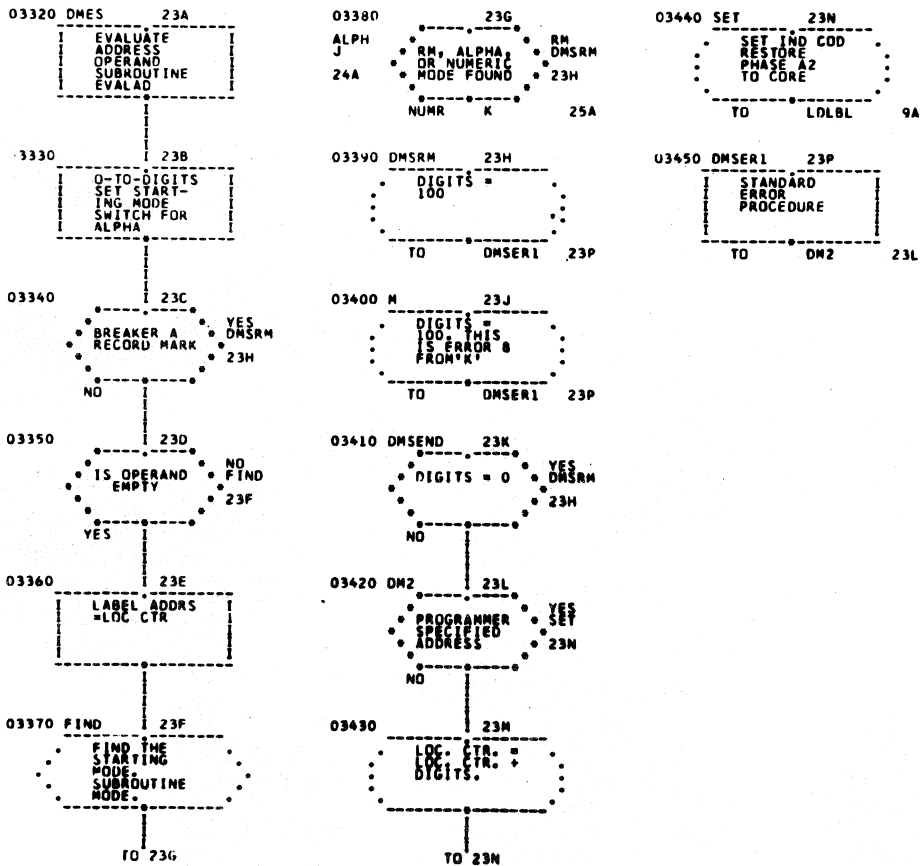 03320 DMES 23A
EVALUATE
ADDRESS
OPERAND
SUBROUTINE
EVALAD
3330 23B
0-TO-DIGITS
SET START-
ING MODE
SWITCH FOR
ALPHA
03340 23C
BREAKER A
RECORD MARK
YES
DMSRM
23H
NO
03350 23D
IS OPERAND
EMPTY
NO
FIND
23F
YES
03360 23E
LABEL ADDRS
=LOC CTR
03370 FIND 23F
FIND THE
STARTING
MODE.
SUBROUTINE
MODE.
TO 23G
03380 23G
ALPH
J
24A
RM, ALPHA,
OR NUMERIC
MODE FOUND
RM
DMSRM
23H
NUMR K 25A
03390 DMSRM 23H
DIGITS =
100
TO DMSER1 23P
03400 M 23J
DIGITS =
100. THIS
IS ERROR 8
FROM'K'
TO DMSER1 23P
03410 DMSEND 23K
DIGITS = 0
YES
DMSRM
23H
NO
03420 DM2 23L
PROGRAMMER
SPECIFIED
ADDRESS
YES
SET
23N
NO
03430 23M
LOC. CTR. =
LOC. CTR. +
DIGITS.
TO 23N
03440 SET 23N
SET IND COD
RESTORE
PHASE A2
TO CORE
TO LDLBL 9A
03450 DMSER1 23P
STANDARD
ERROR
PROCEDURE
TO DM2 23L